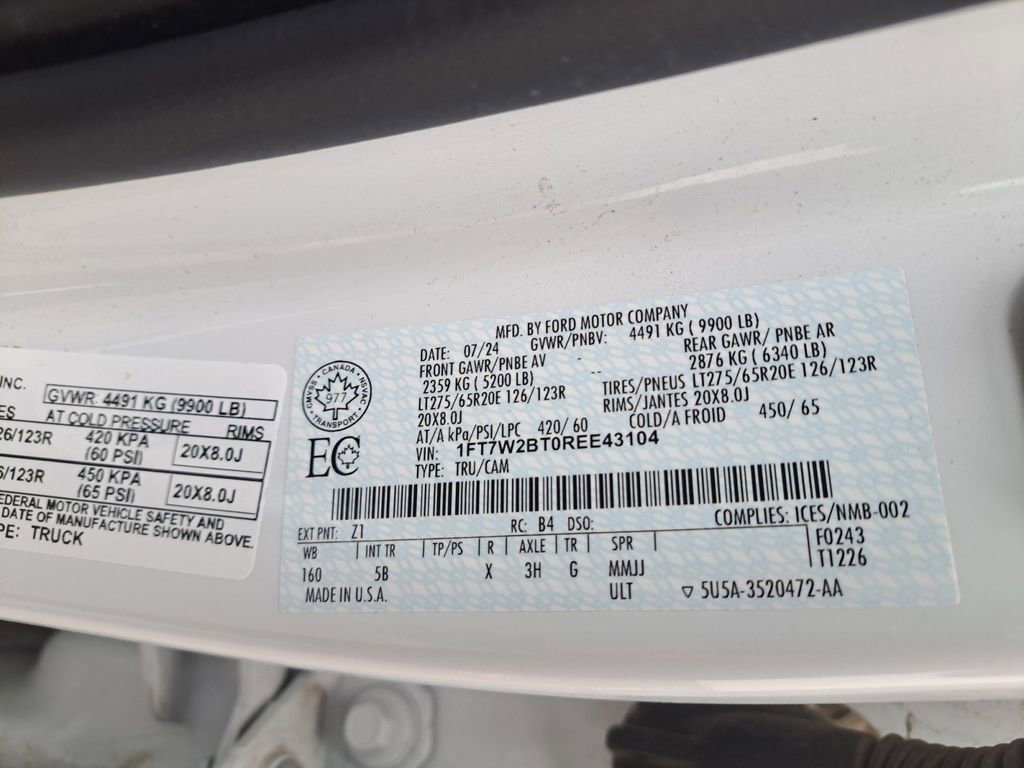 INC.
GVWR: 4491 KG (9900 LB)
ES AT COLD PRESSURE RIMS
26/123R 420 KPA (60 PSI) 20X8.0J
6/123R 450 KPA (65 PSI) 20X8.0J
FEDERAL MOTOR VEHICLE SAFETY AND
DATE OF MANUFACTURE SHOWN ABOVE.
PE: TRUCK
MFD. BY FORD MOTOR COMPANY
DATE: 07/24 GVWR/PNBV: 4491 KG ( 9900 LB)
FRONT GAWR/PNBE AV -- REAR GAWR/ PNBE AR
2359 KG ( 5200 LB) 2876 KG ( 6340 LB)
LT275/65R20E 126/123R TIRES/PNEUS LT275/65R20E 126/123R
20X8.0J RIMS/JANTES 20X8.0J
AT/A kPa/PSI/LPC 420/ 60 COLD/A FROID 450/ 65
VIN: 1FT7W2BT0REE43104
TYPE: TRU/CAM
CANADA
977
TRANSPORT
EC
EXT PNT: Z1 RC: B4 DSO: COMPLIES: ICES/NMB-002
WB INT TR TP/PS R AXLE TR SPR F0243
160 5B X 3H G MMJJ T1226
MADE IN U.S.A. ULT ▽ 5U5A-3520472-AA